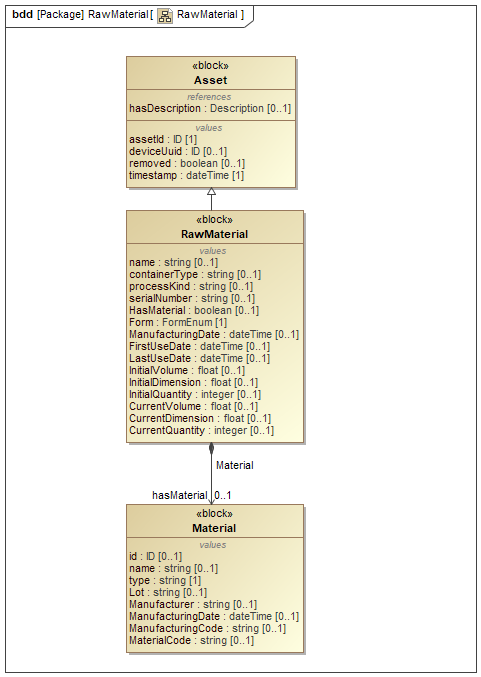 bdd [Package] RawMaterial[ RawMaterial ]
«block»
Asset
references
hasDescription : Description [0..1]
values
assetId : ID [1]
deviceUuid : ID [0..1]
removed : boolean [0..1]
timestamp : dateTime [1]
«block»
RawMaterial
values
name : string [0..1]
containerType : string [0..1]
processKind : string [0..1]
serialNumber : string [0..1]
HasMaterial : boolean [0..1]
Form : FormEnum [1]
ManufacturingDate : dateTime [0..1]
FirstUseDate : dateTime [0..1]
LastUseDate : dateTime [0..1]
InitialVolume : float [0..1]
InitialDimension : float [0..1]
InitialQuantity : integer [0..1]
CurrentVolume : float [0..1]
CurrentDimension : float [0..1]
CurrentQuantity : integer [0..1]
Material
hasMaterial 0..1
«block»
Material
values
id : ID [0..1]
name : string [0..1]
type : string [1]
Lot : string [0..1]
Manufacturer : string [0..1]
ManufacturingDate : dateTime [0..1]
ManufacturingCode : string [0..1]
MaterialCode : string [0..1]